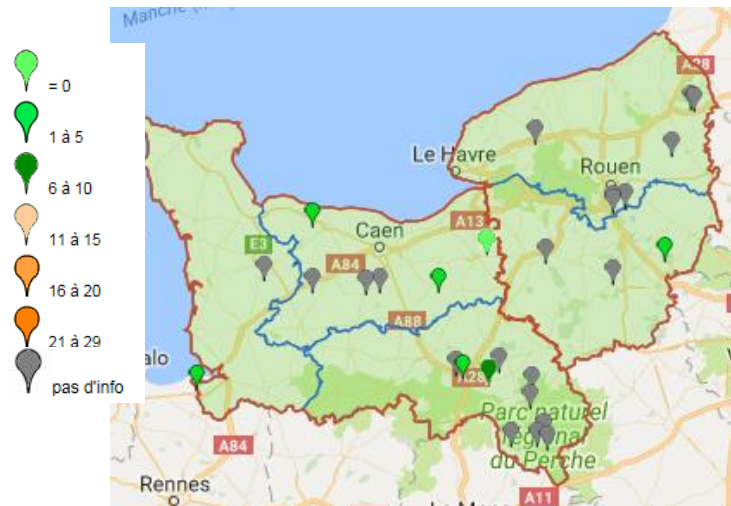 = 0
1 à 5
6 à 10
11 à 15
16 à 20
21 à 29
pas d'info
Manche
A28
Le Havre
Rouen
A13
Caen
E3
A84
A88
alo
A28
Parc naturel
régional
du Perche
A84
Rennes
A11